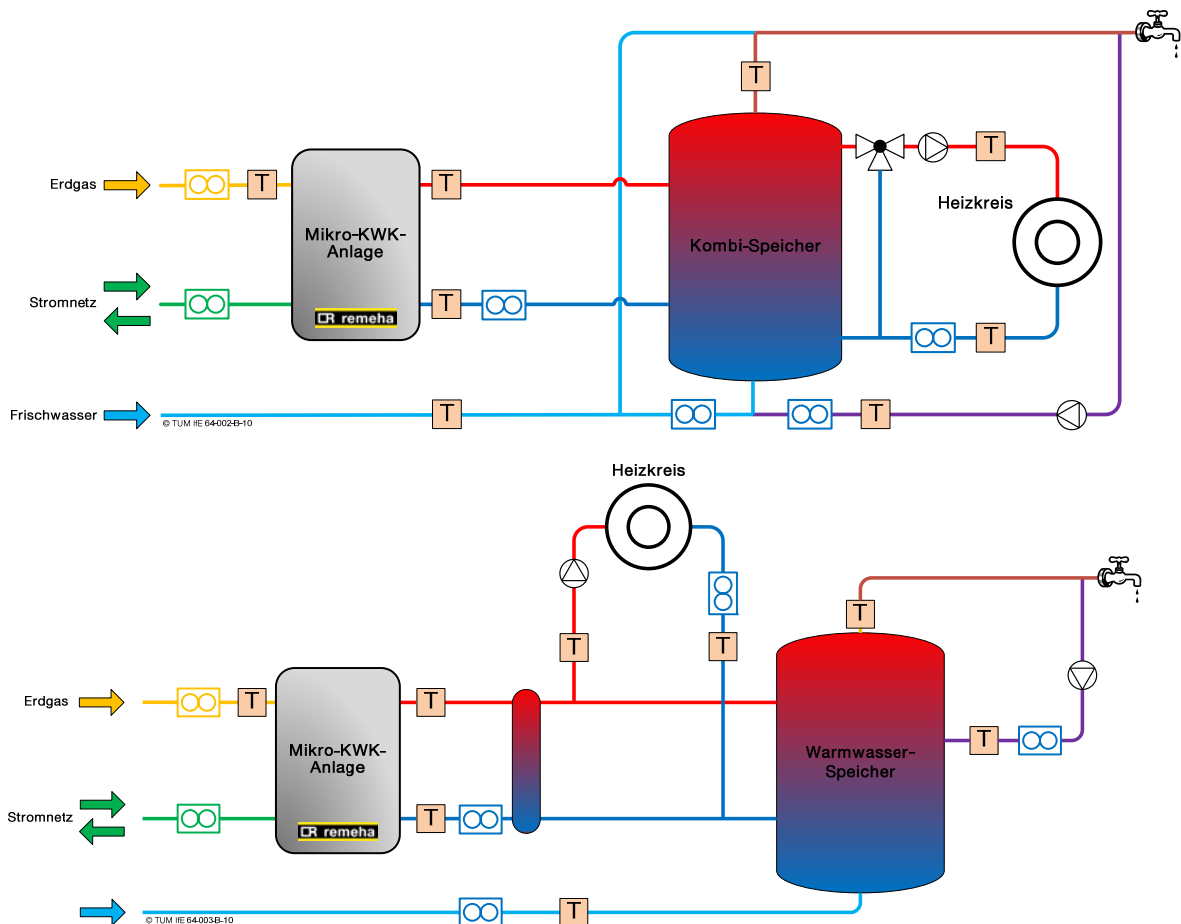 T
T
T
T
Erdgas
Mikro-KWK-
Anlage
Heizkreis
Kombi-Speicher
Stromnetz
T
T
remeha
Frischwasser
T
T
© TUM IfE 64-002-B-10
Heizkreis
T
T
T
Erdgas
T
T
T
Mikro-KWK-
Anlage
Warmwasser-
Speicher
Stromnetz
T
remeha
T
© TUM IfE 64-003-B-10